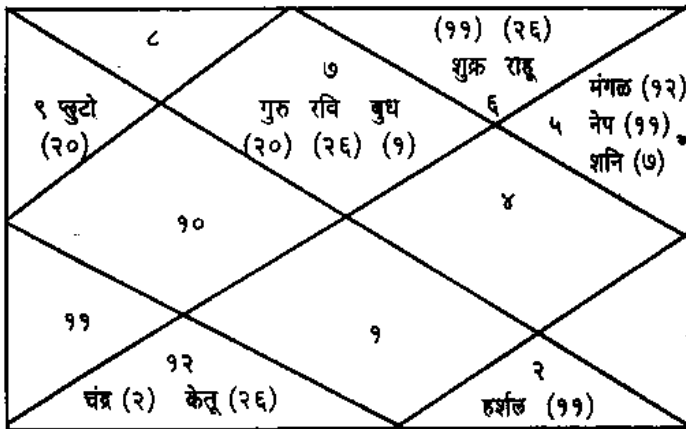 ८
(११) (२६)
शुक्र राहू
६
७
गुरु रवि बुध
(२०) (२६) (१)
९ प्लुटो
(२०)
५
मंगळ (१२)
नेप (११)
शनि (७)
१०
४
११
१
१२
चंद्र (२) केतू (२६)
२
हर्शल (११)